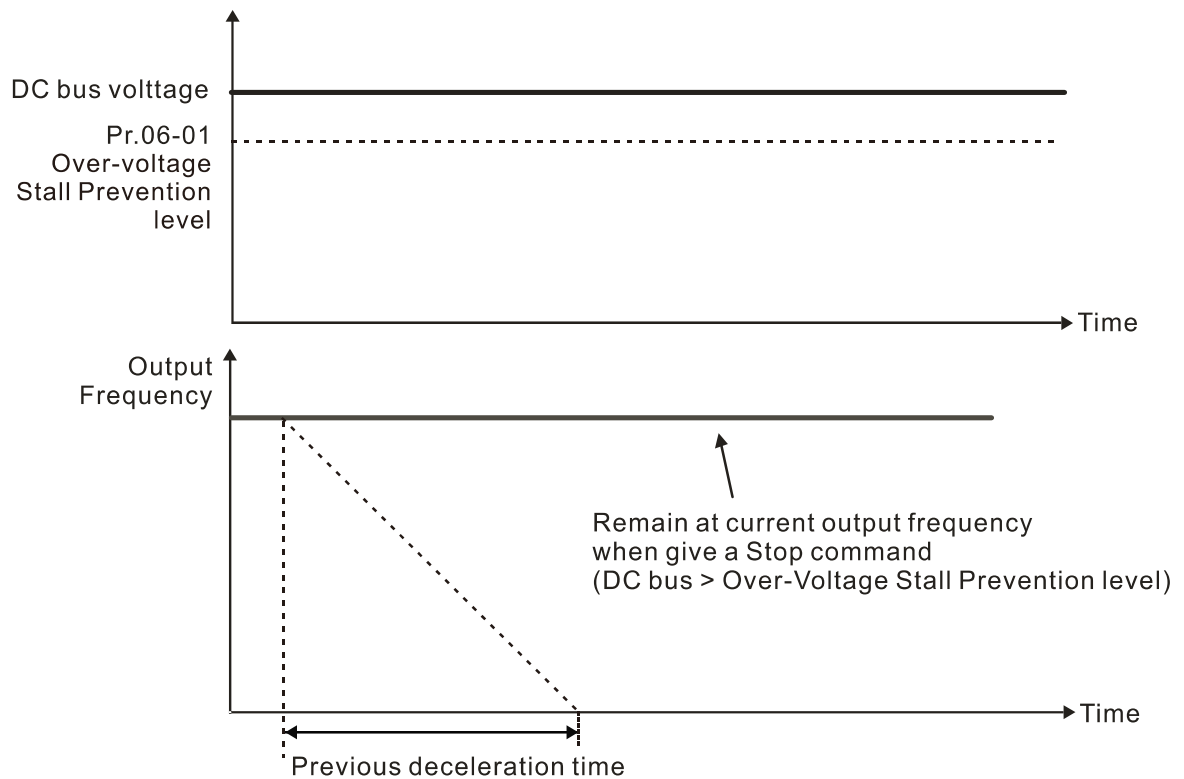 DC bus volttage
Pr.06-01
Over-voltage
Stall Prevention
level
Time
Output
Frequency
Remain at current output frequency
when give a Stop command
(DC bus > Over-Voltage Stall Prevention level)
Time
Previous deceleration time